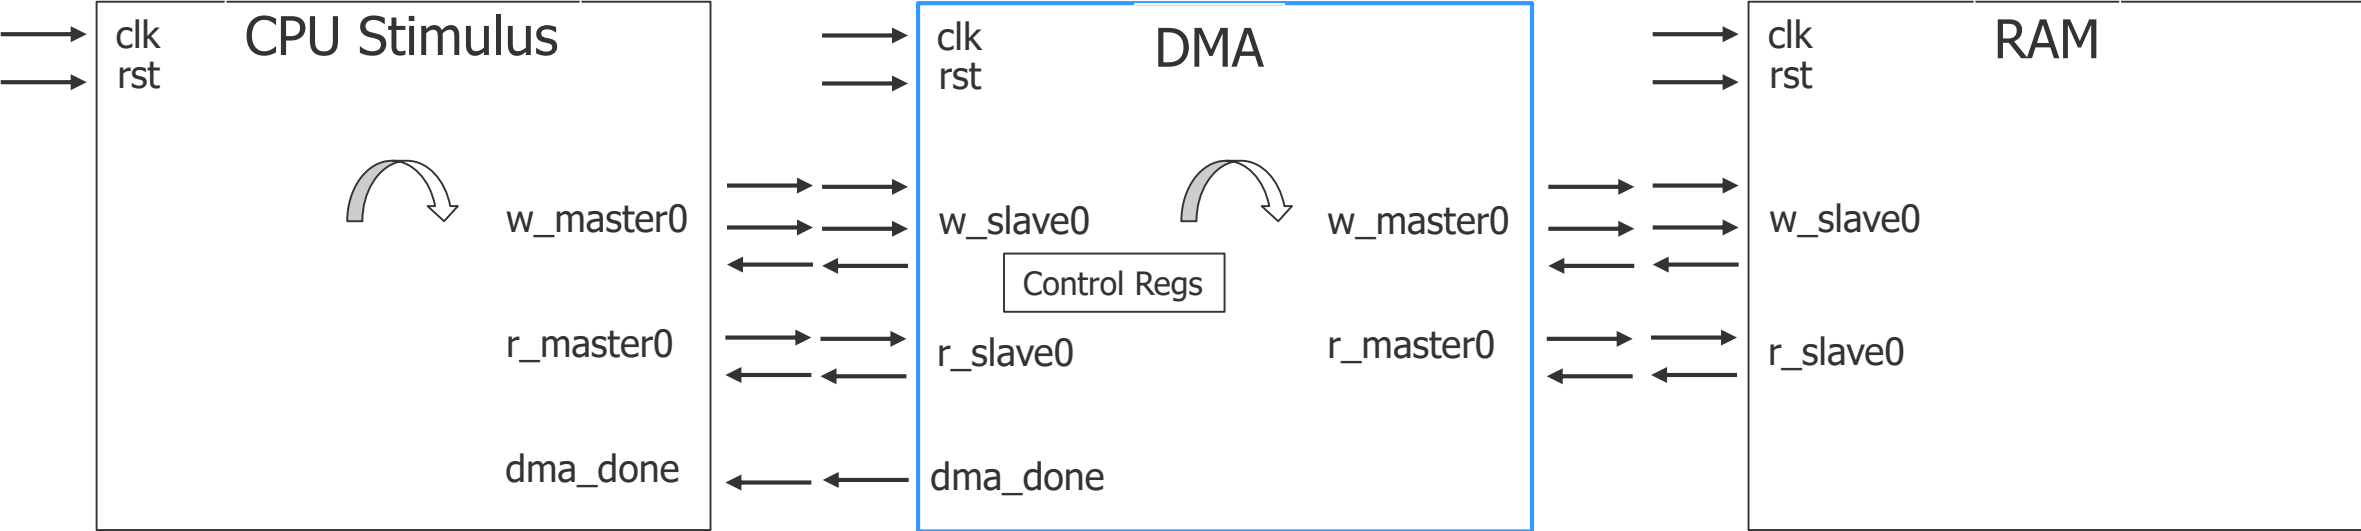 CPU Stimulus
clk
rst
w_master0
r_master0
dma_done
DMA
clk
rst
w_slave0
w_master0
Control Regs
r_slave0
r_master0
dma_done
RAM
clk
rst
w_slave0
r_slave0